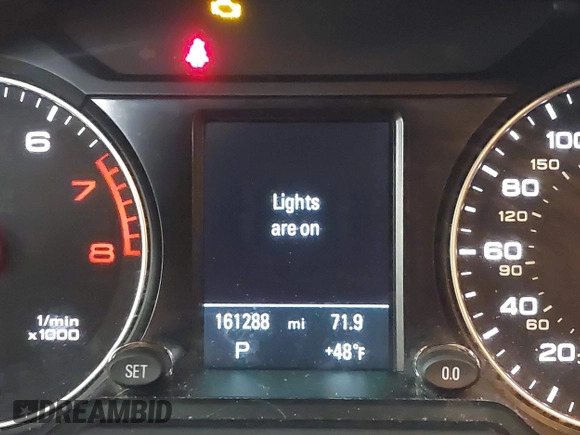 6
7
8
1/min
x1000
Lights
are on
161288 mi 71.9
P +48°F
SET
0.0
100
150
80
120
60
90
40
60
20
DREAMBID